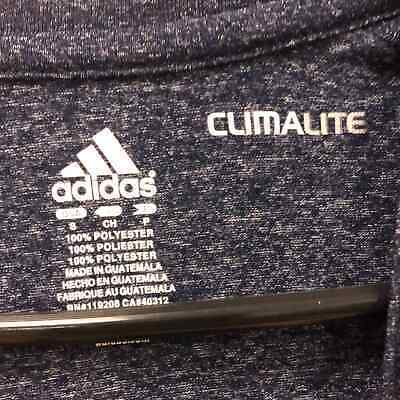 CLIMALITE
adidas
S CH P
100% POLYESTER
100% POLIESTER
100% POLYESTER
MADE IN GUATEMALA
HECHO EN GUATEMALA
FABRIQUE AU GUATEMALA
RN#119208 CA#40312